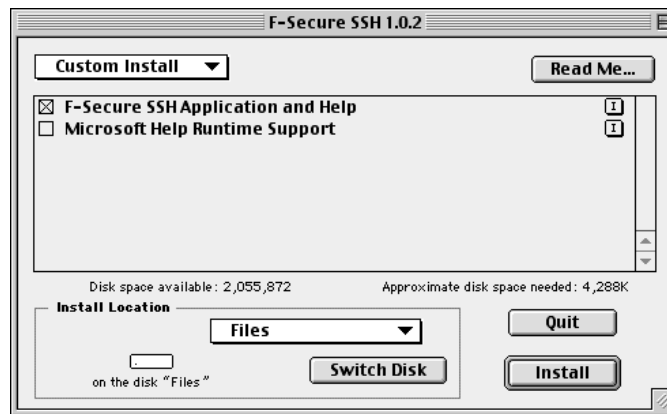 F-Secure SSH 1.0.2
Custom Install
Read Me...
F-Secure SSH Application and Help
I
Microsoft Help Runtime Support
I
Disk space available: 2,055,872
Approximate disk space needed: 4,288K
Install Location
Files
Quit
on the disk "Files"
Switch Disk
Install